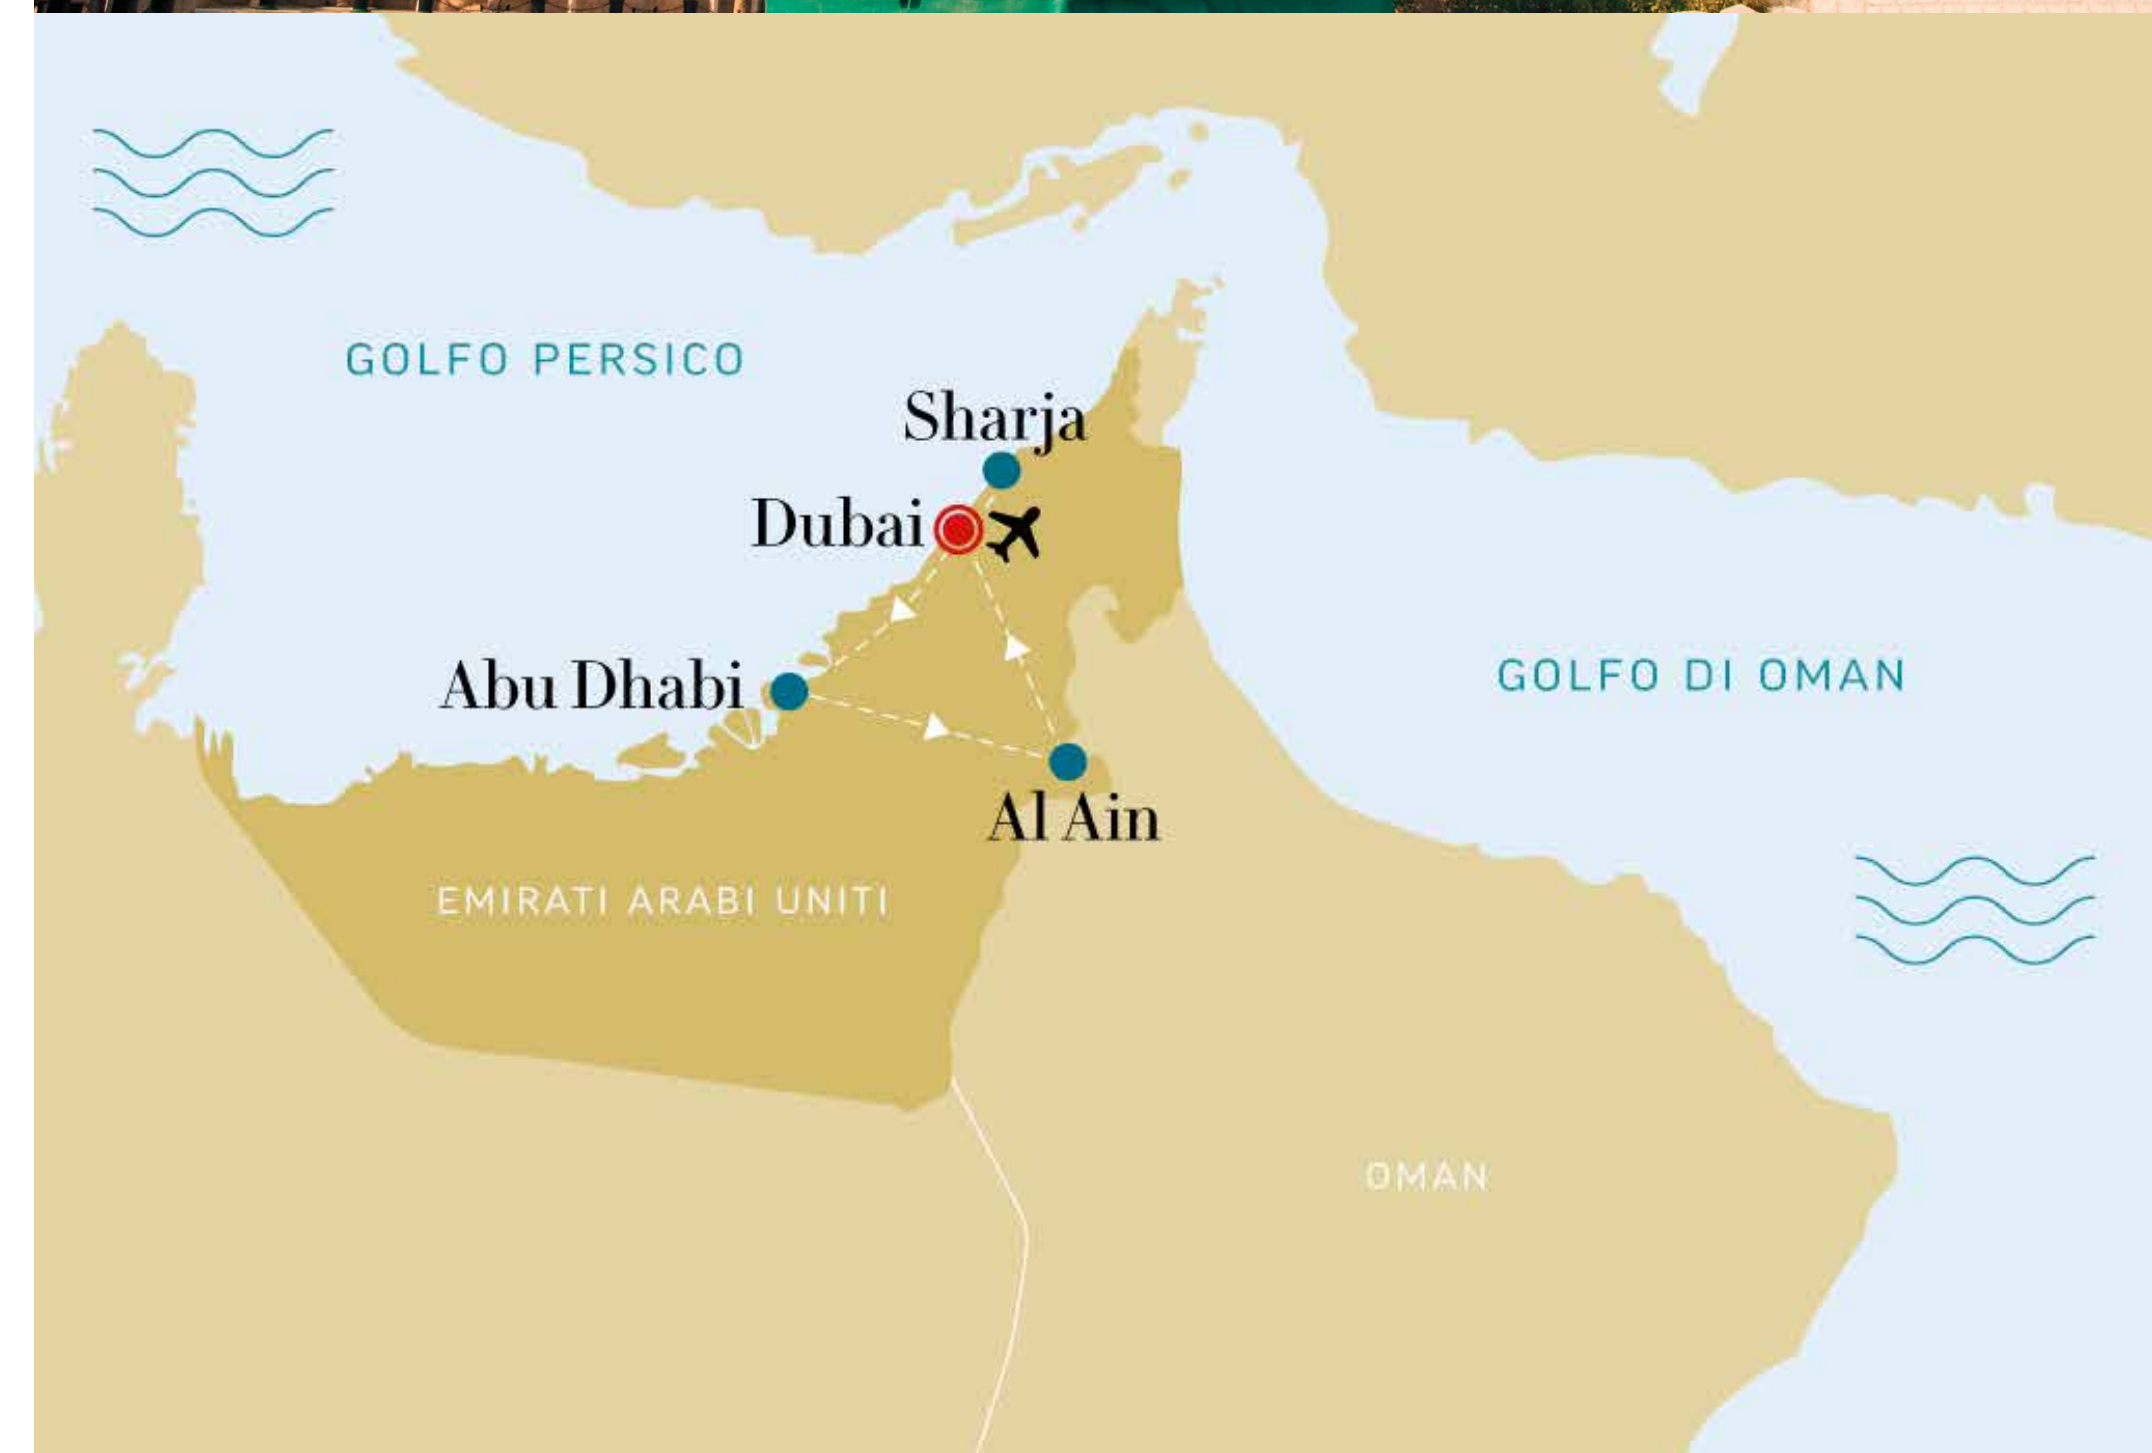 GOLFO PERSICO
Sharja
Dubai
Abu Dhabi
GOLFO DI OMAN
Al Ain
EMIRATI ARABI UNITI
OMAN